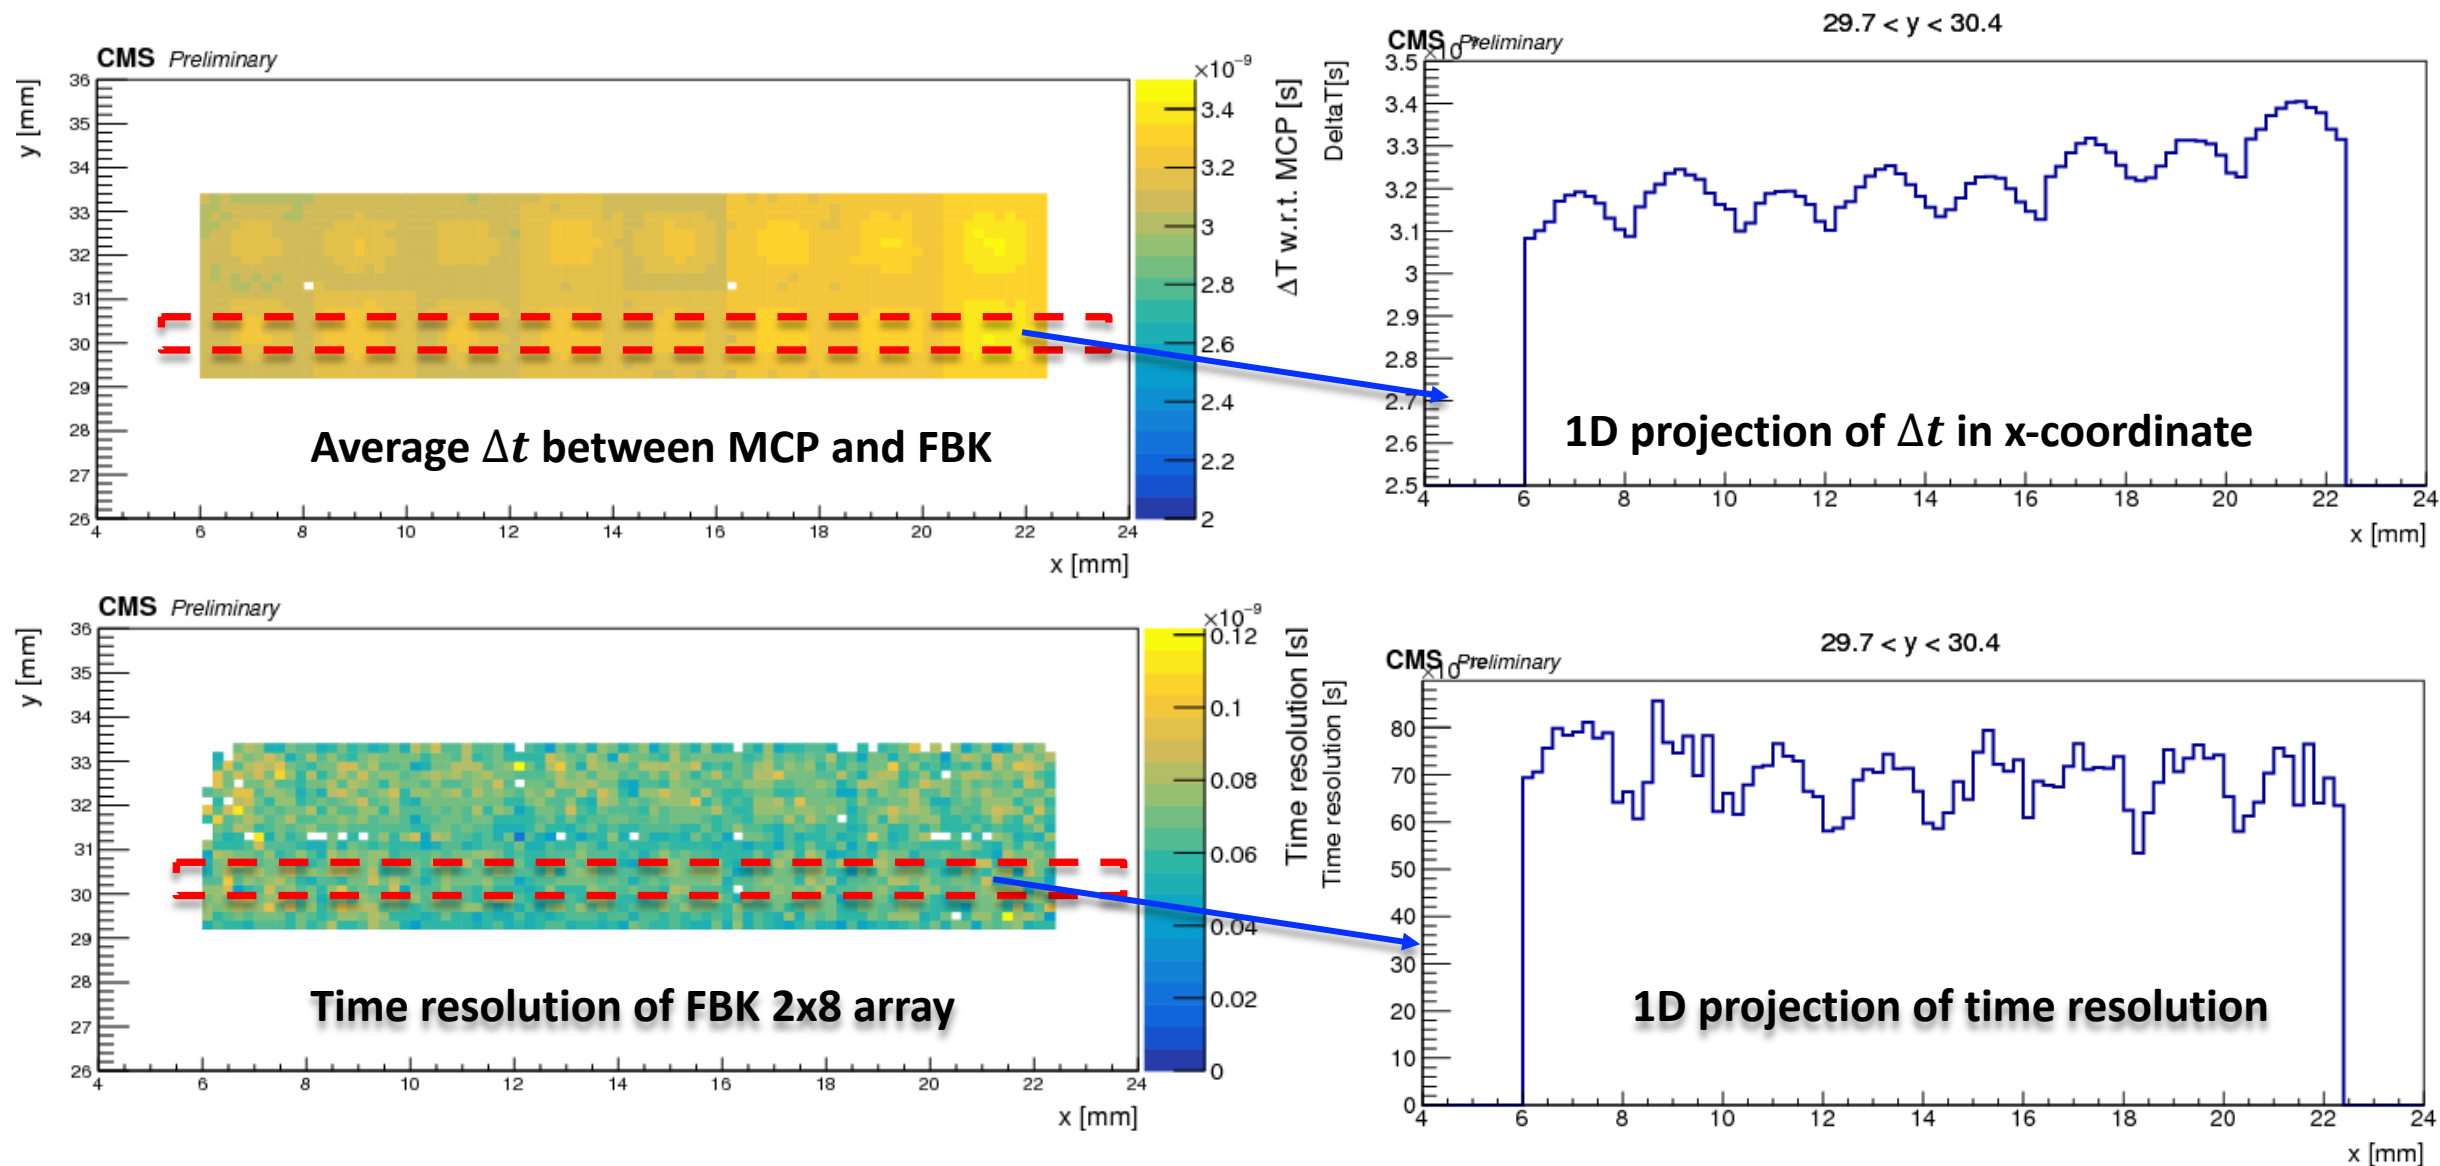 CMS Preliminary
×10⁻⁹
y [mm]
36
35
34
33
32
31
30
29
28
27
26
4 6 8 10 12 14 16 18 20 22 24
x [mm]
3.4
3.2
3
2.8
2.6
2.4
2.2
2
ΔT w.r.t. MCP [s]
Average Δt between MCP and FBK
29.7 < y < 30.4
CMS Preliminary
×10
DeltaT[s]
3.5
3.4
3.3
3.2
3.1
3
2.9
2.8
2.7
2.6
2.5
4 6 8 10 12 14 16 18 20 22 24
x [mm]
1D projection of Δt in x-coordinate
CMS Preliminary
×10⁻⁹
y [mm]
36
35
34
33
32
31
30
29
28
27
26
4 6 8 10 12 14 16 18 20 22 24
x [mm]
0.12
0.1
0.08
0.06
0.04
0.02
0
Time resolution [s]
Time resolution of FBK 2x8 array
29.7 < y < 30.4
CMS Preliminary
×10
Time resolution [s]
80
70
60
50
40
30
20
10
0
4 6 8 10 12 14 16 18 20 22 24
x [mm]
1D projection of time resolution